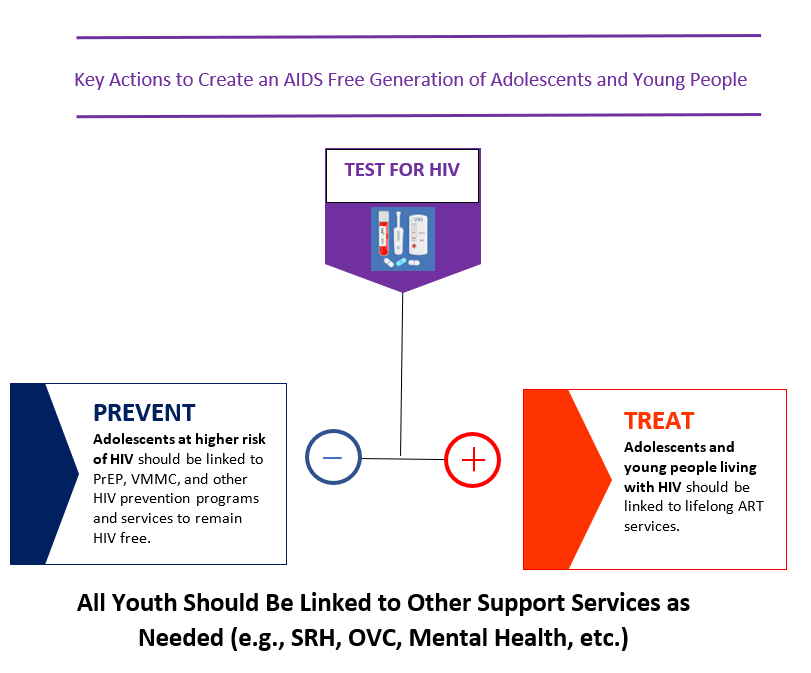 Key Actions to Create an AIDS Free Generation of Adolescents and Young People
TEST FOR HIV
VIH
PREVENT
Adolescents at higher risk
of HIV should be linked to
PrEP, VMMC, and other
HIV prevention programs
and services to remain
HIV free.
TREAT
Adolescents and
young people living
with HIV should be
linked to lifelong ART
services.
All Youth Should Be Linked to Other Support Services as
Needed (e.g., SRH, OVC, Mental Health, etc.)